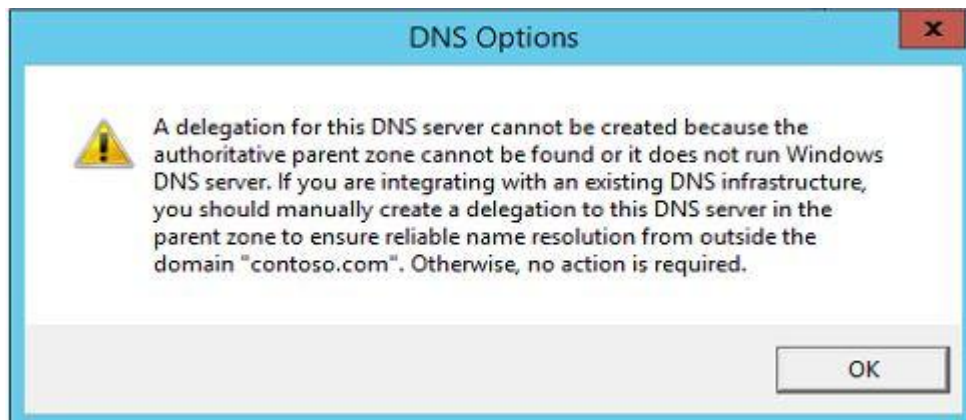 DNS Options
x
A delegation for this DNS server cannot be created because the
authoritative parent zone cannot be found or it does not run Windows
DNS server. If you are integrating with an existing DNS infrastructure,
you should manually create a delegation to this DNS server in the
parent zone to ensure reliable name resolution from outside the
domain "contoso.com". Otherwise, no action is required.
OK